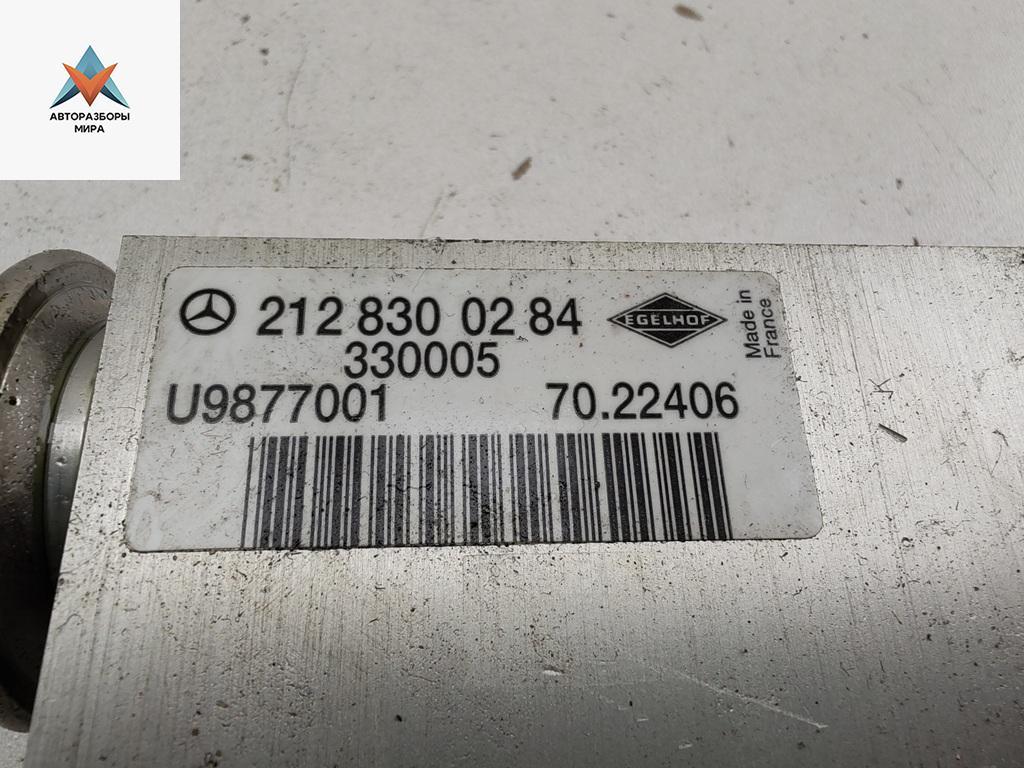 АВТОРАЗБОРЫ
МИРА
212 830 02 84
EGELHOF
Made in
France
330005
U9877001 70.22406